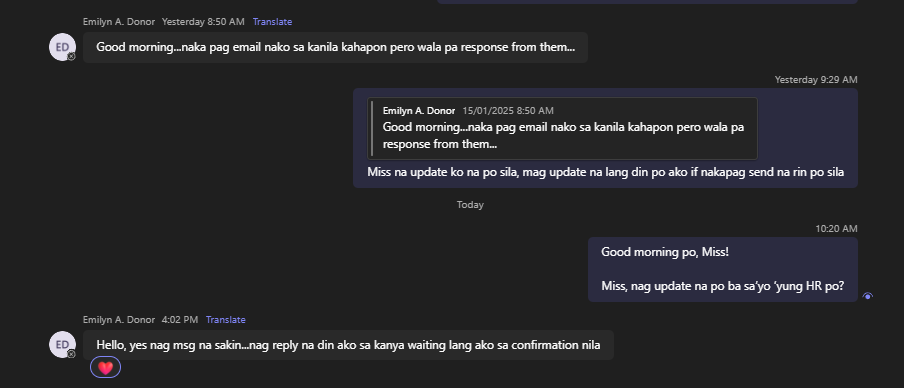 Emilyn A. Donor Yesterday 8:50 AM Translate
ED
Good morning...naka pag email nako sa kanila kahapon pero wala pa response from them...
Yesterday 9:29 AM
Emilyn A. Donor 15/01/2025 8:50 AM
Good morning...naka pag email nako sa kanila kahapon pero wala pa
response from them...
Miss na update ko na po sila, mag update na lang din po ako if nakapag send na rin po sila
Today
10:20 AM
Good morning po, Miss!
Miss, nag update na po ba sa'yo 'yung HR po?
Emilyn A. Donor 4:02 PM Translate
ED
Hello, yes nag msg na sakin...nag reply na din ako sa kanya waiting lang ako sa confirmation nila